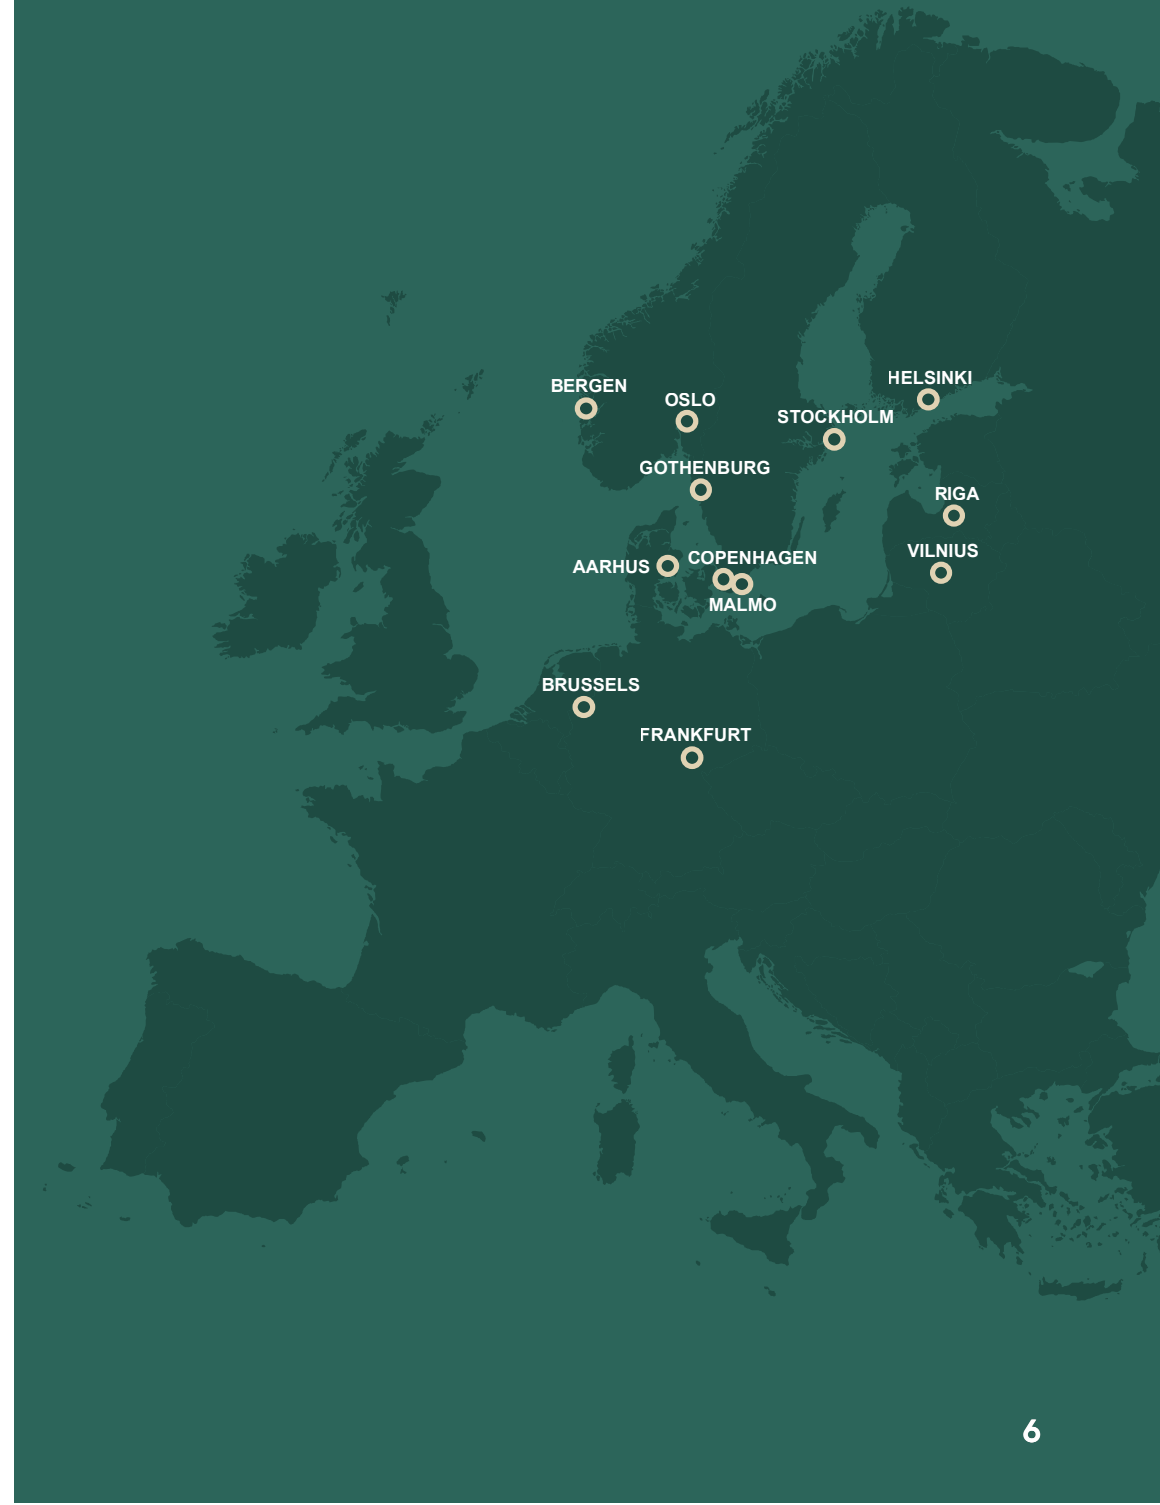 HELSINKI
BERGEN
OSLO
STOCKHOLM
GOTHENBURG
RIGA
VILNIUS
COPENHAGEN
AARHUS
MALMO
BRUSSELS
FRANKFURT
6